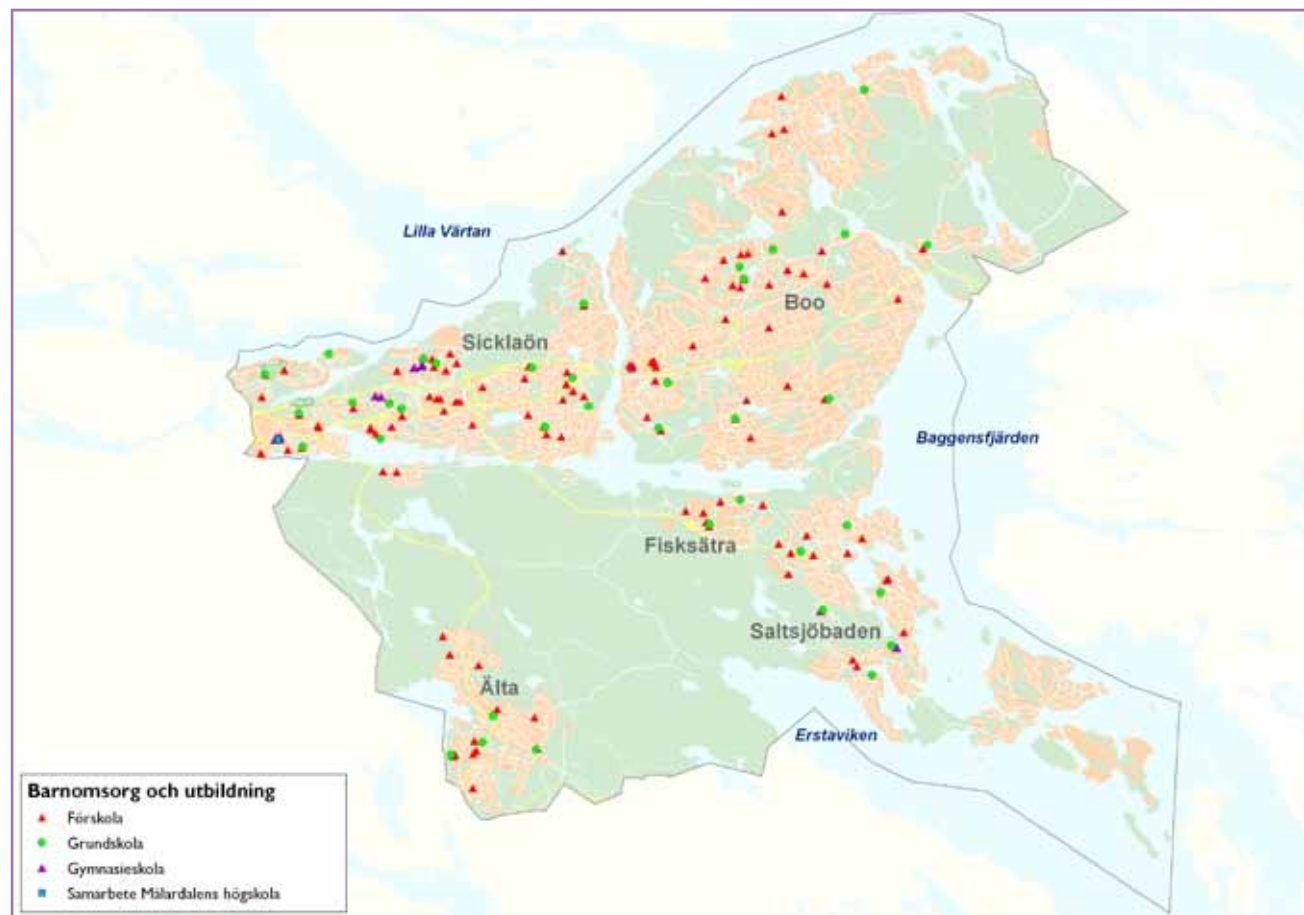 Lilla Värtan
Sicklaön
Boo
Baggensfjärden
Fisksätra
Saltsjöbaden
Älta
Erstaviken
Barnomsorg och utbildning
Förskola
Grundskola
Gymnasieskola
Samarbete Mälardalens högskola